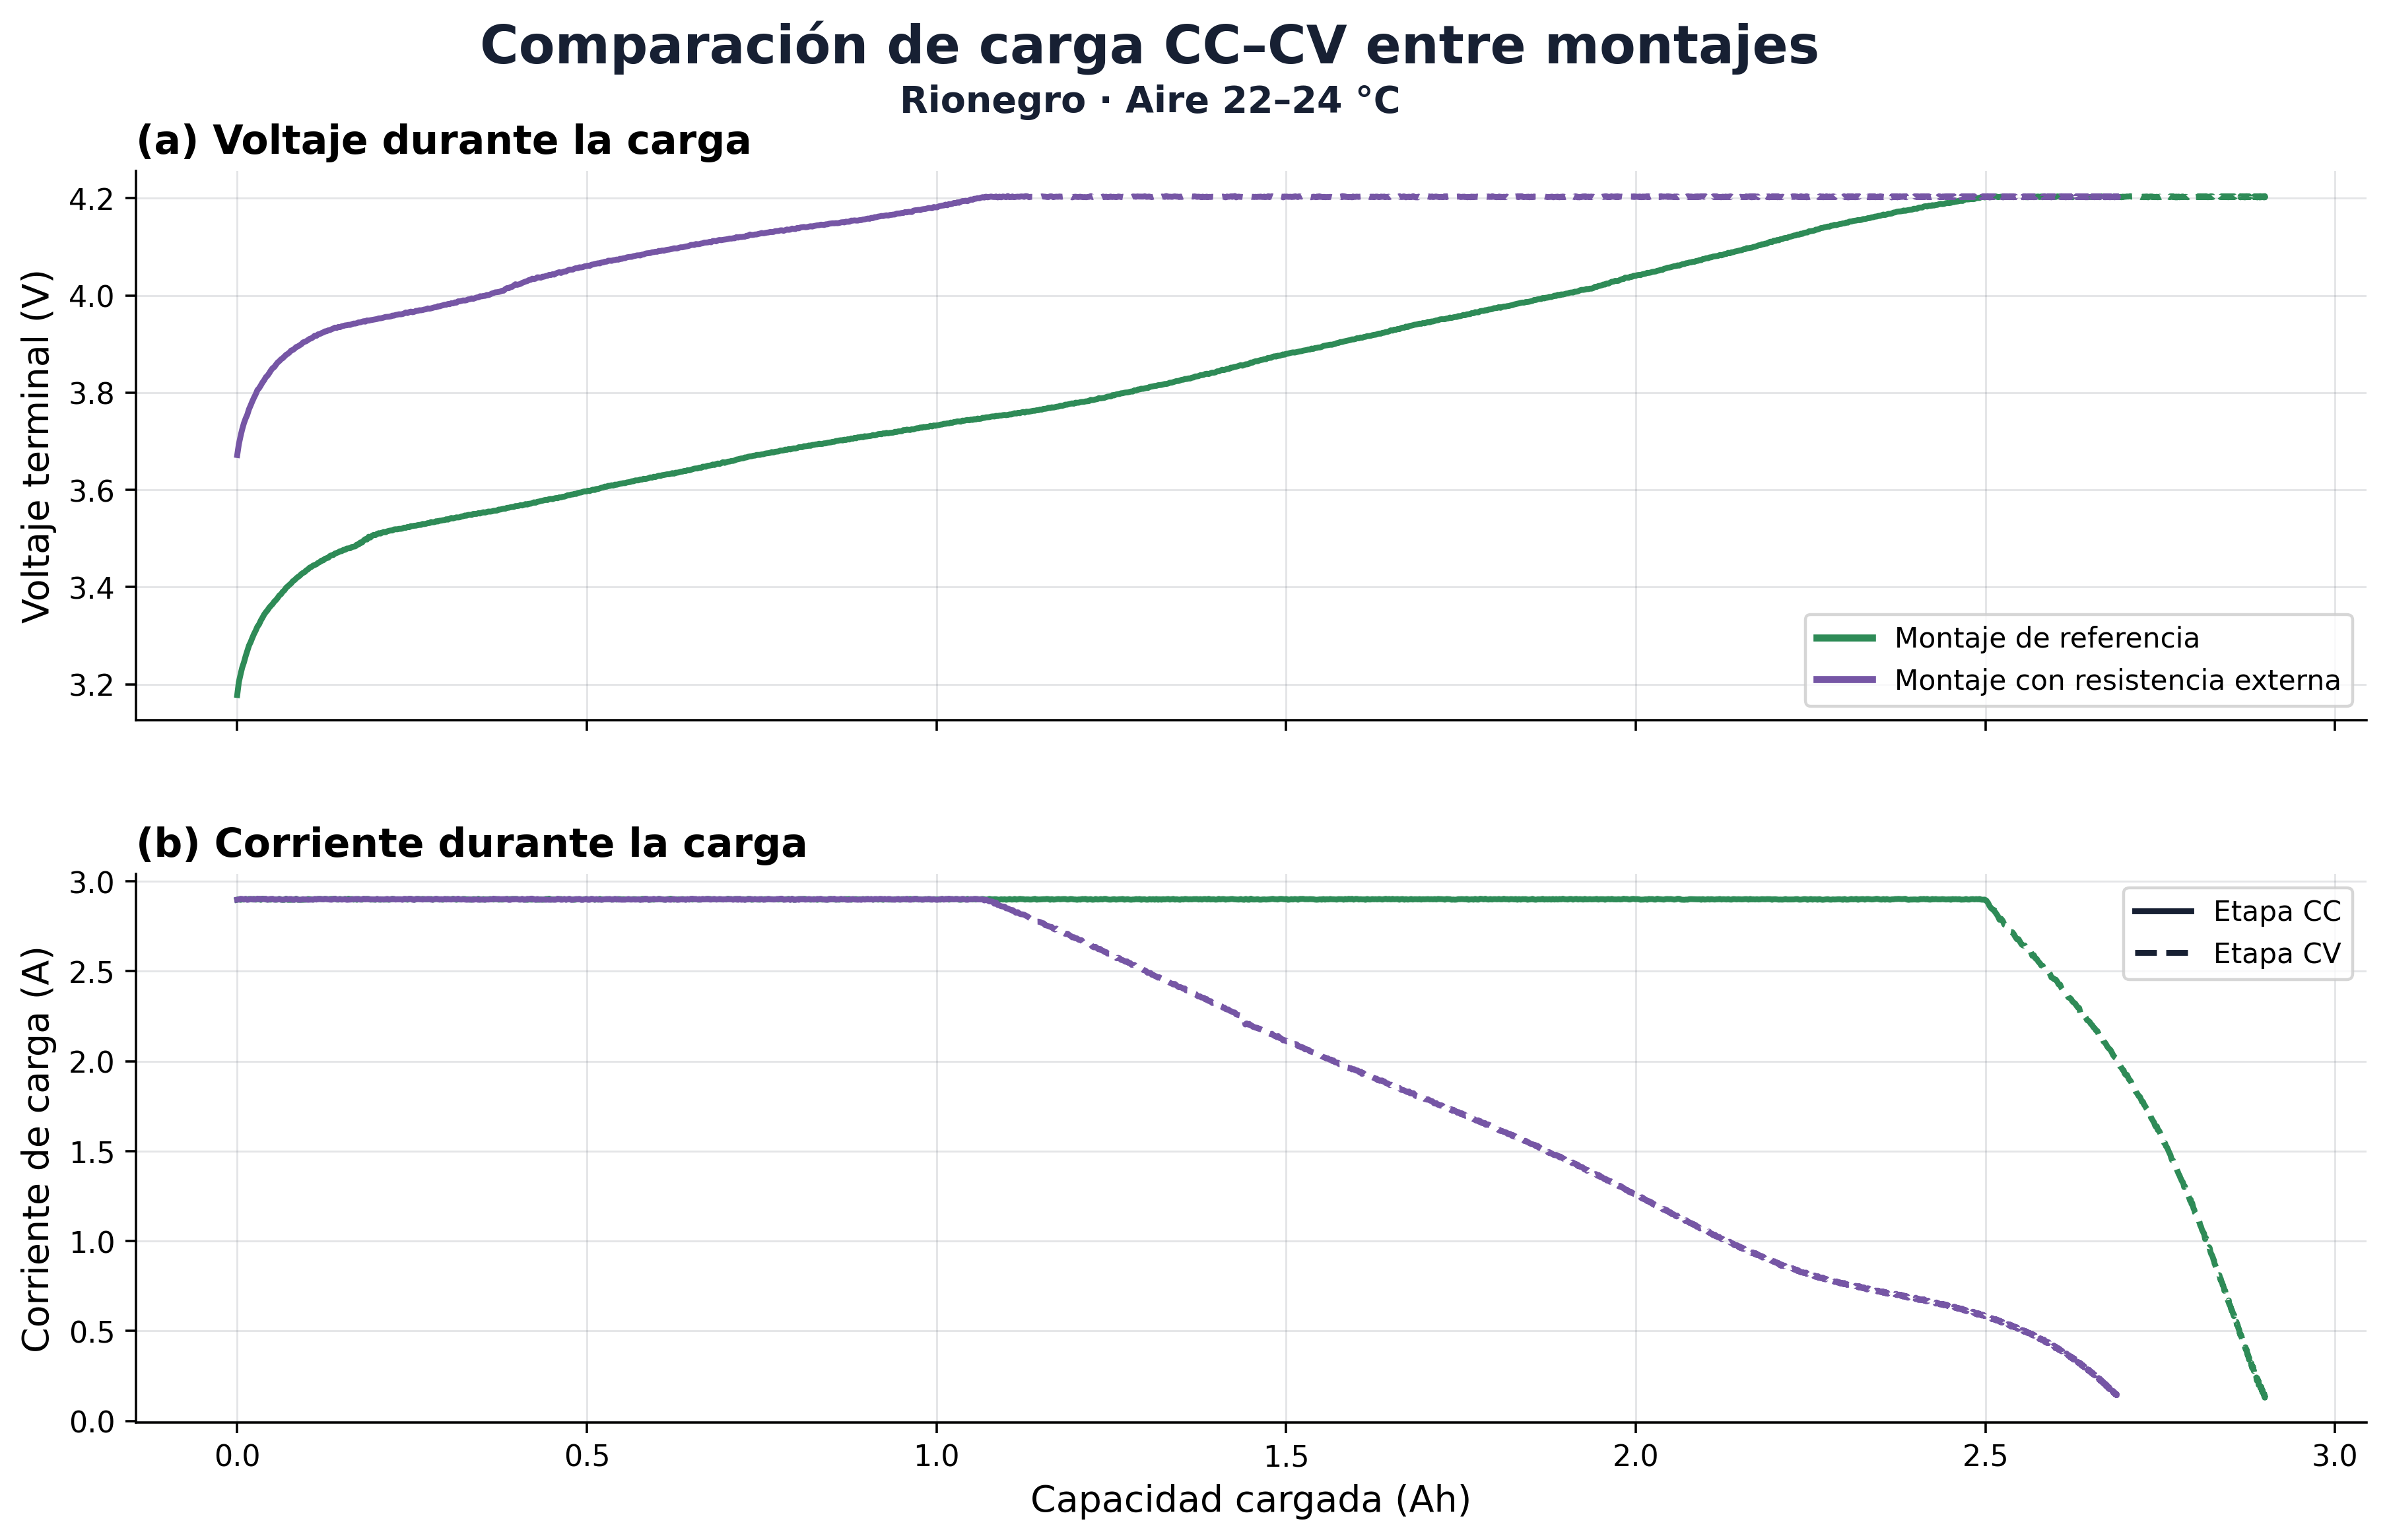 Comparación de carga CC–CV entre montajes
Rionegro · Aire 22–24 °C
(a) Voltaje durante la carga
Voltaje terminal (V)
4.2
4.0
3.8
3.6
3.4
3.2
Montaje de referencia
Montaje con resistencia externa
(b) Corriente durante la carga
Corriente de carga (A)
3.0
2.5
2.0
1.5
1.0
0.5
0.0
Etapa CC
Etapa CV
0.0 0.5 1.0 1.5 2.0 2.5 3.0
Capacidad cargada (Ah)